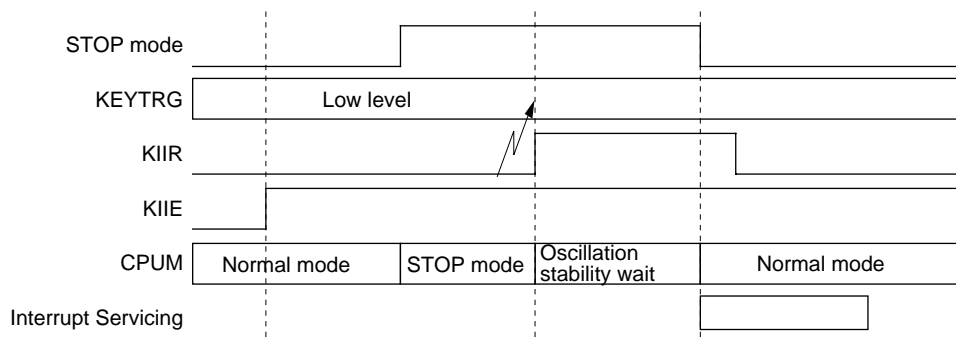 STOP mode
KEYTRG
Low level
KIIR
KIIE
CPUM
Normal mode
STOP mode
Oscillation
stability wait
Normal mode
Interrupt Servicing